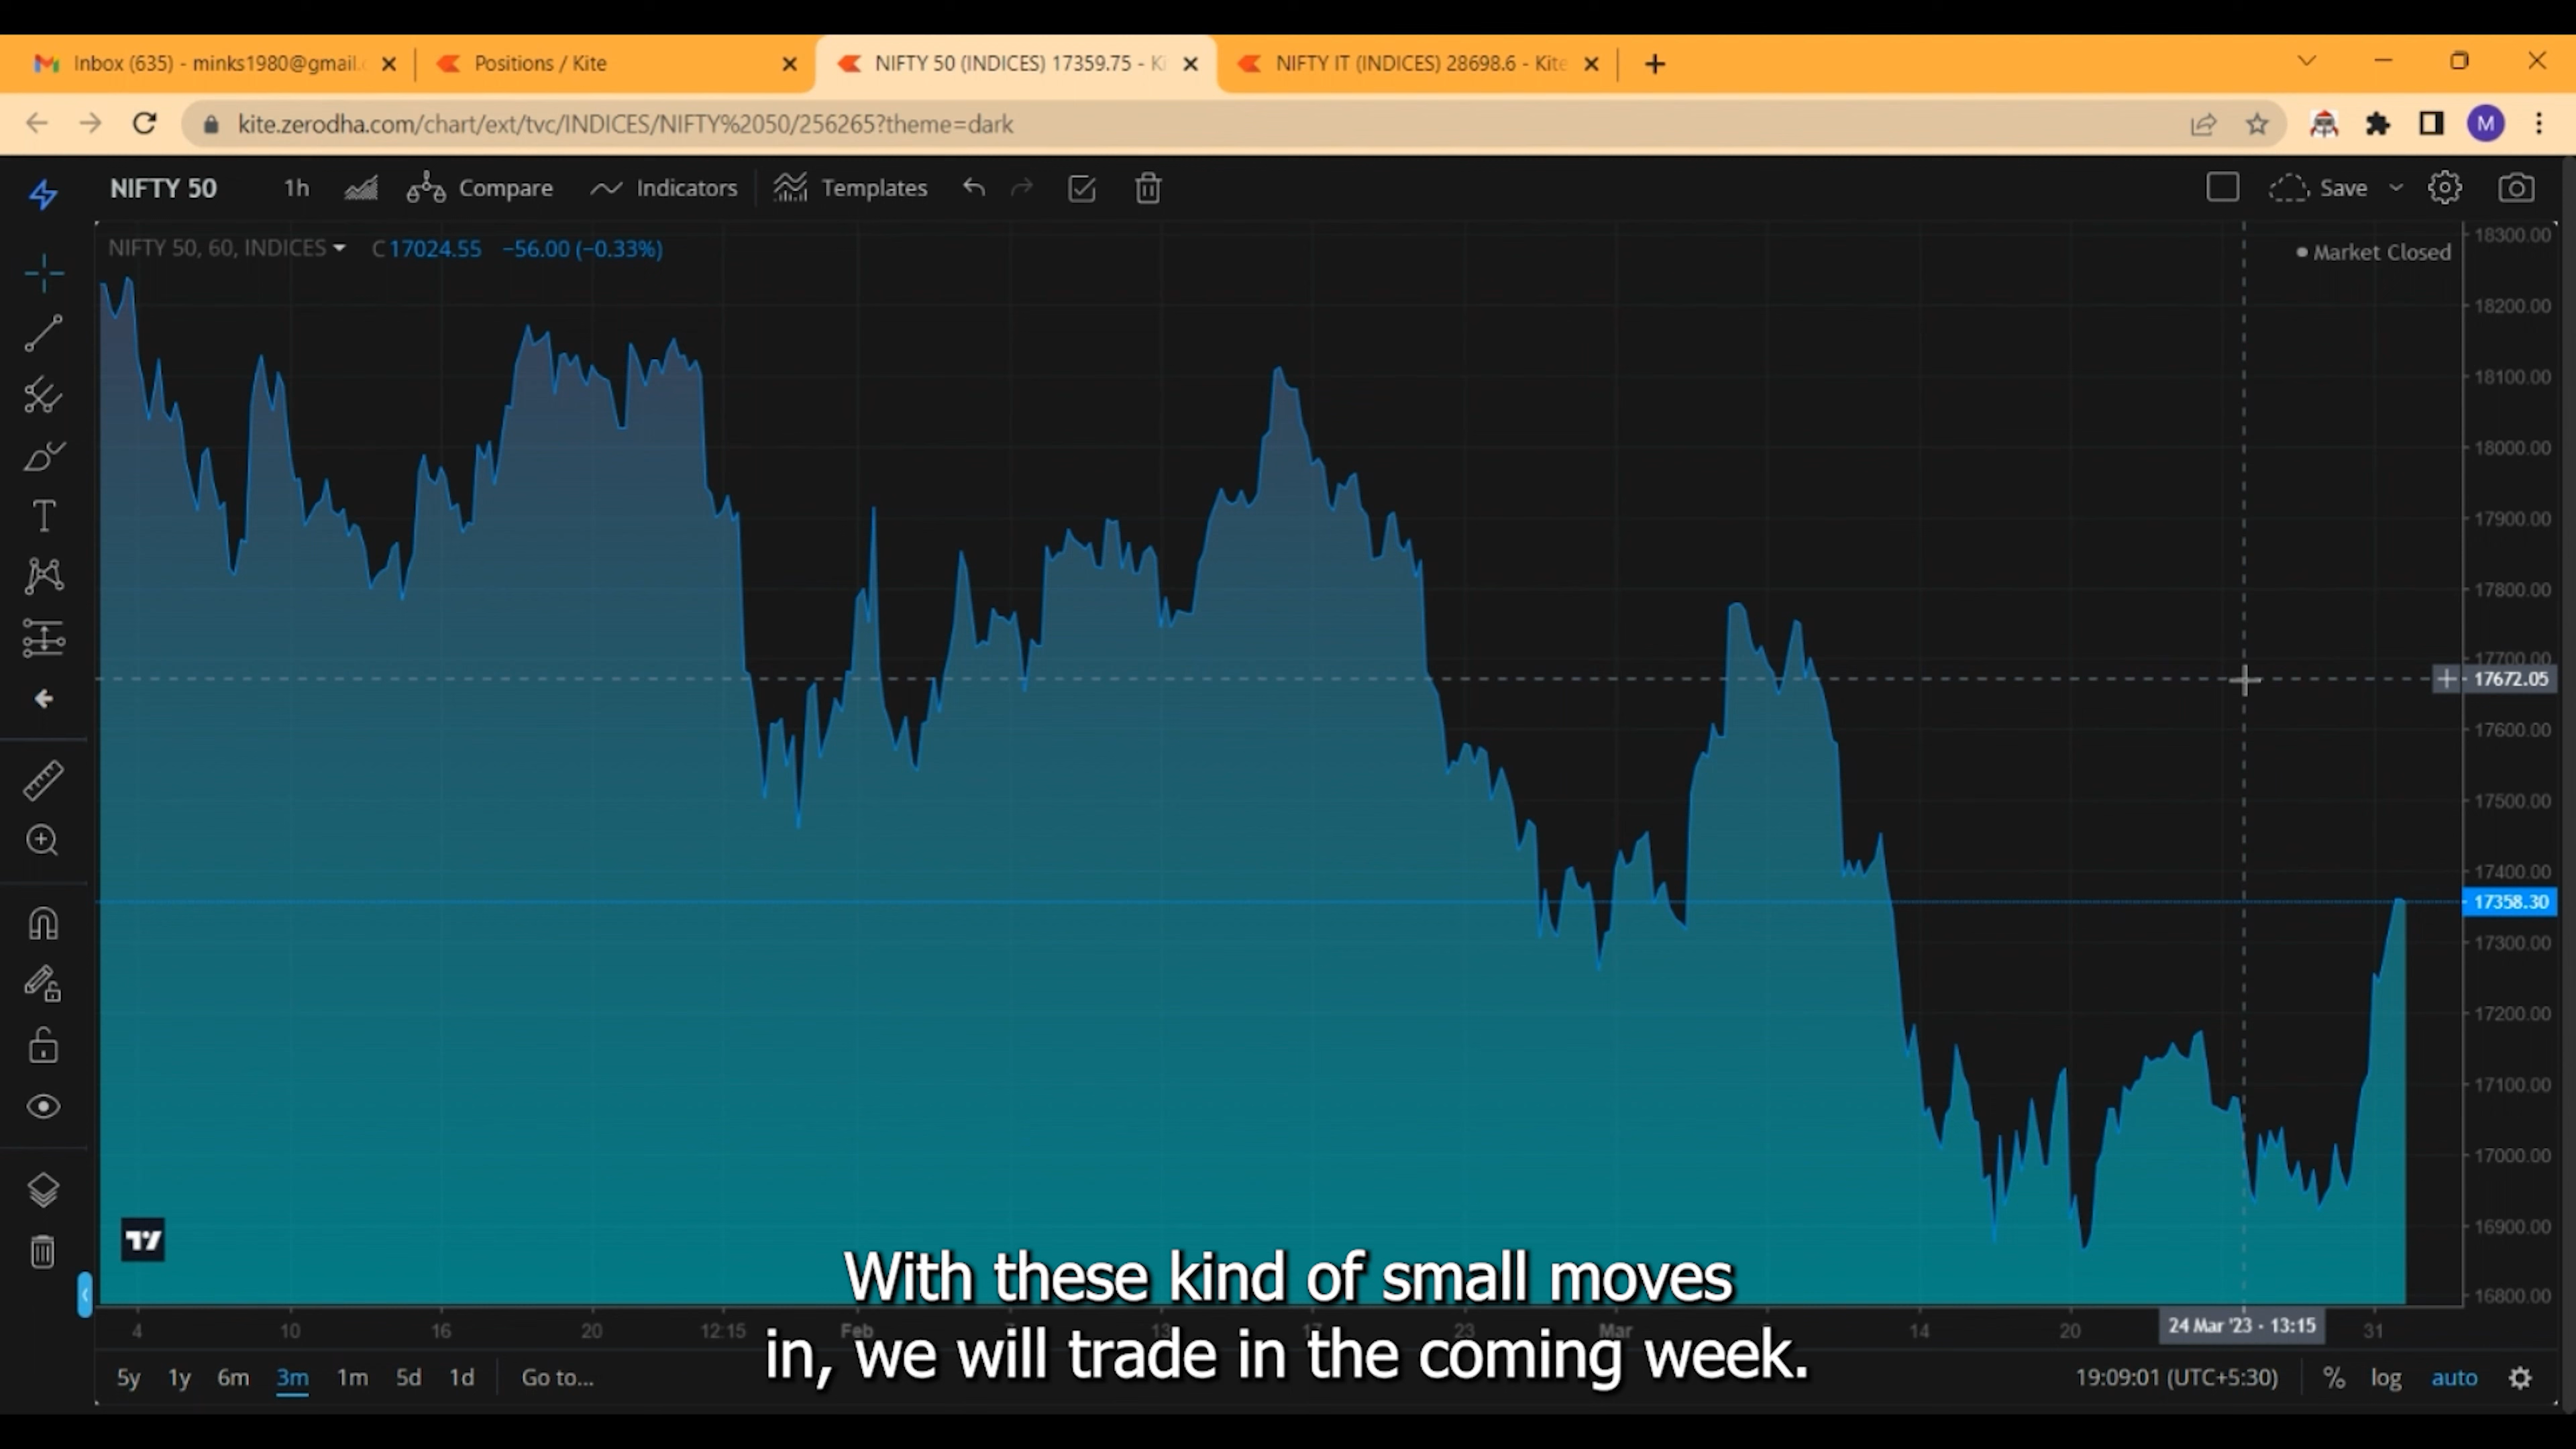 Inbox (635) - minks1980@gmail.
Positions / Kite
NIFTY 50 (INDICES) 17359.75 - Ki
NIFTY IT (INDICES) 28698.6 - Kite
kite.zerodha.com/chart/ext/tvc/INDICES/NIFTY%2050/256265?theme=dark
M
NIFTY 50 1h Compare Indicators Templates Save
NIFTY 50, 60, INDICES C 17024.55 −56.00 (−0.33%)
Market Closed
18300.00
18200.00
18100.00
18000.00
17900.00
17800.00
17700.00
17672.05
17600.00
17500.00
17400.00
17358.30
17300.00
17200.00
17100.00
17000.00
16900.00
16800.00
With these kind of small moves
4 10 16 20 12:15 Feb 13 17 23 Mar 14 20 24 Mar '23 - 13:15 31
in, we will trade in the coming week.
5y 1y 6m 3m 1m 5d 1d Go to... 19:09:01 (UTC+5:30) % log auto